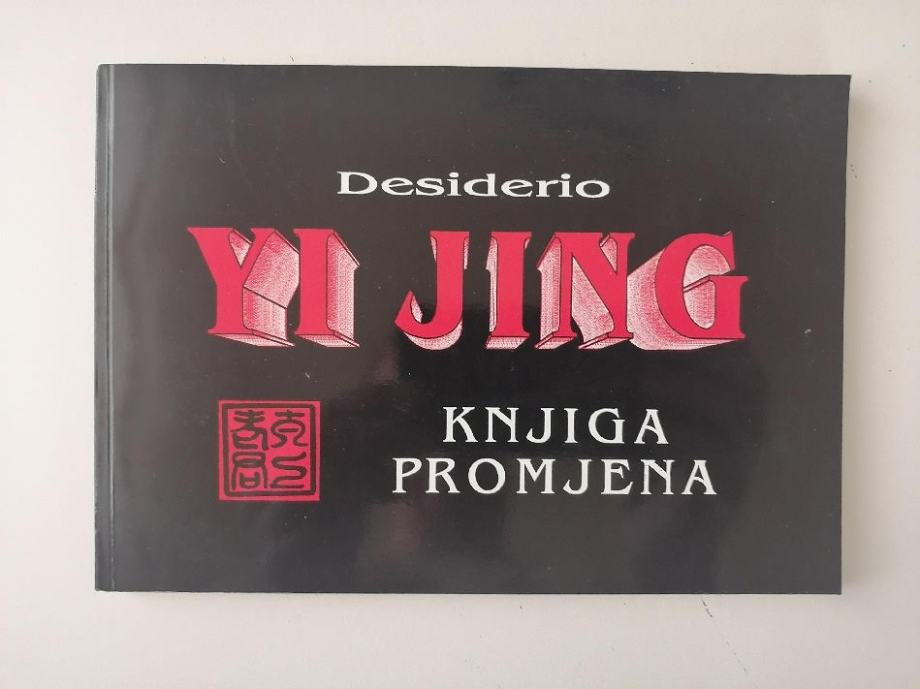 Desiderio
YI JING
KNJIGA
PROMJENA